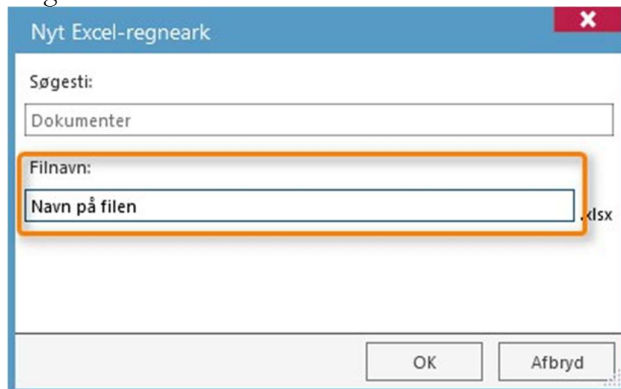 Nyt Excel-regneark
Søgesti:
Dokumenter
Filnavn:
Navn på filen
.xlsx
OK
Afbryd